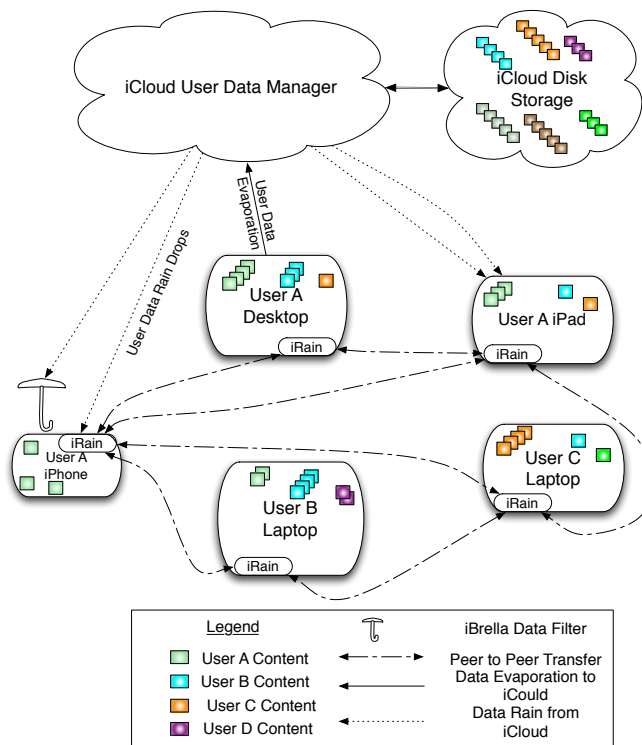 iCloud User Data Manager
iCloud Disk
Storage
User Data
Evaporation
User Data Rain Drops
User A
Desktop
iRain
User A iPad
iRain
iRain
User A
iPhone
User B
Laptop
iRain
User C
Laptop
iRain
Legend
iBrella Data Filter
User A Content
Peer to Peer Transfer
User B Content
Data Evaporation to
iCould
User C Content
Data Rain from
iCloud
User D Content